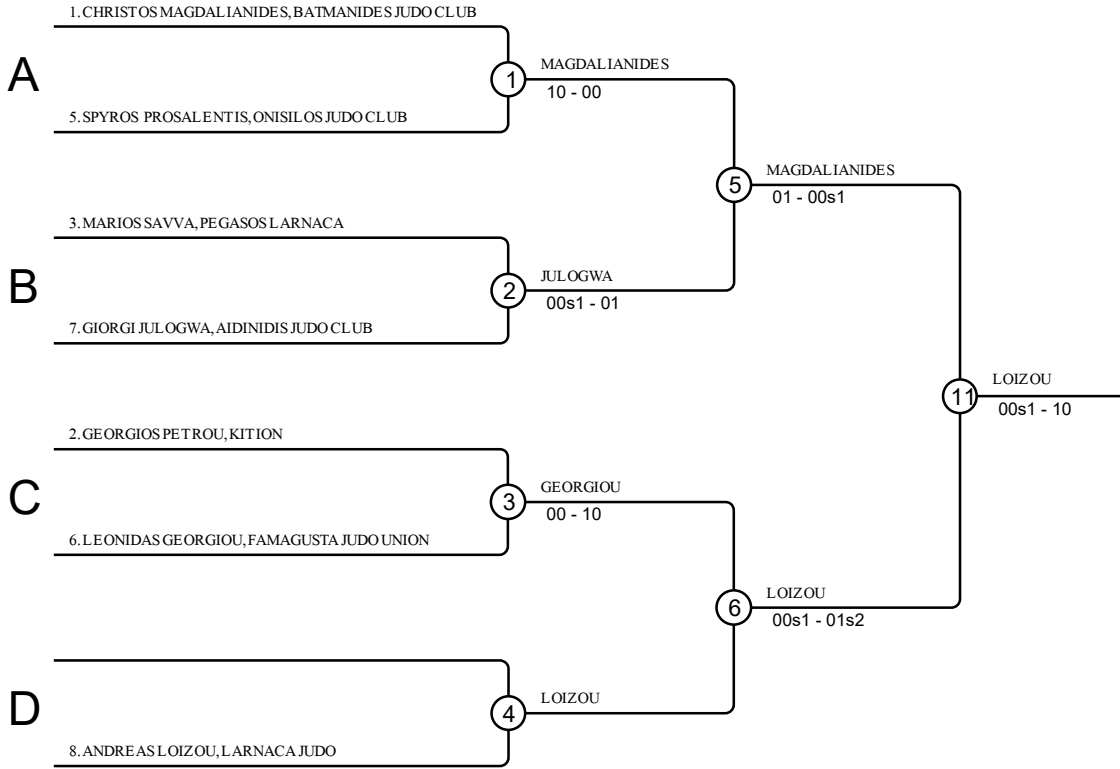 1. CHRISTOS MAGDALIANIDES, BATMANIDES JUDO CLUB
A
1
MAGDALIANIDES
10 - 00
5. SPYROS PROSALENTIS, ONISILOS JUDO CLUB
5
MAGDALIANIDES
01 - 00s1
3. MARIOS SAVVA, PEGASOS LARNACA
B
2
JULOGWA
00s1 - 01
7. GIORGI JULOGWA, AIDINIDIS JUDO CLUB
11
LOIZOU
00s1 - 10
2. GEORGIOS PETROU, KITION
C
3
GEORGIOU
00 - 10
6. LEONIDAS GEORGIOU, FAMAGUSTA JUDO UNION
6
LOIZOU
00s1 - 01s2
D
4
LOIZOU
8. ANDREAS LOIZOU, LARNACA JUDO